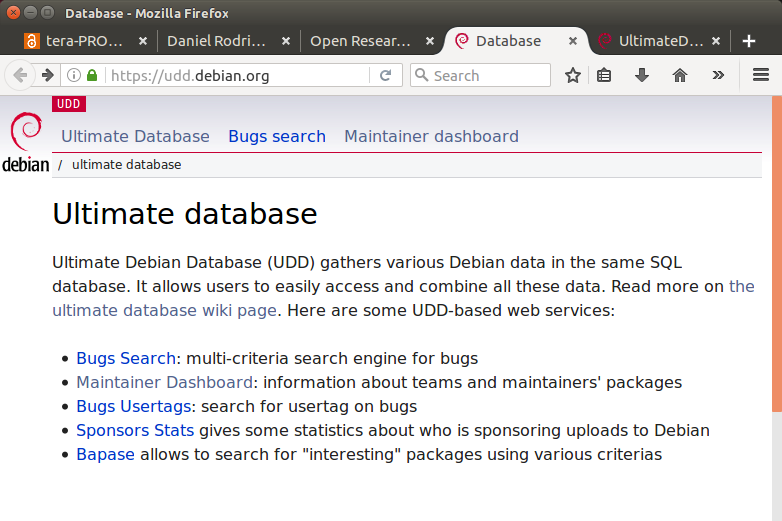 Database - Mozilla Firefox
tera-PRO… Daniel Rodri… Open Resear… Database UltimateD…
https://udd.debian.org Search
UDD
Ultimate Database Bugs search Maintainer dashboard
debian / ultimate database
Ultimate database
Ultimate Debian Database (UDD) gathers various Debian data in the same SQL
database. It allows users to easily access and combine all these data. Read more on the
ultimate database wiki page. Here are some UDD-based web services:
Bugs Search: multi-criteria search engine for bugs
Maintainer Dashboard: information about teams and maintainers' packages
Bugs Usertags: search for usertag on bugs
Sponsors Stats gives some statistics about who is sponsoring uploads to Debian
Bapase allows to search for "interesting" packages using various criterias